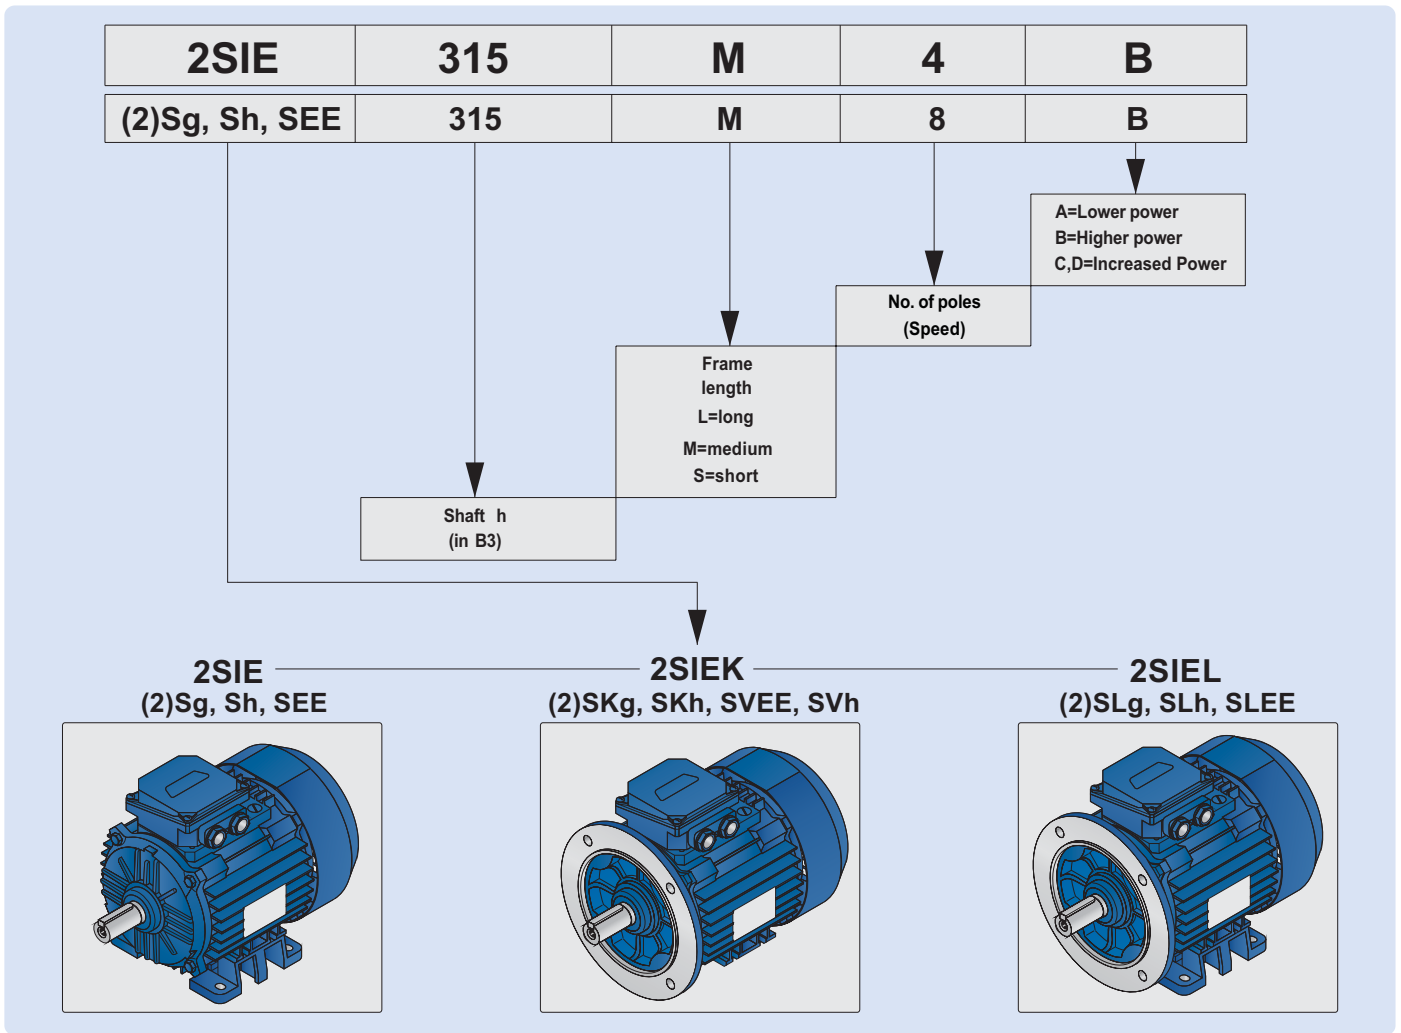 2SIE 315 M 4 B
(2)Sg, Sh, SEE 315 M 8 B
A=Lower power
B=Higher power
C,D=Increased Power
No. of poles
(Speed)
Frame
length
L=long
M=medium
S=short
Shaft h
(in B3)
2SIE 2SIEK 2SIEL
(2)Sg, Sh, SEE (2)SKg, SKh, SVEE, SVh (2)SLg, SLh, SLEE